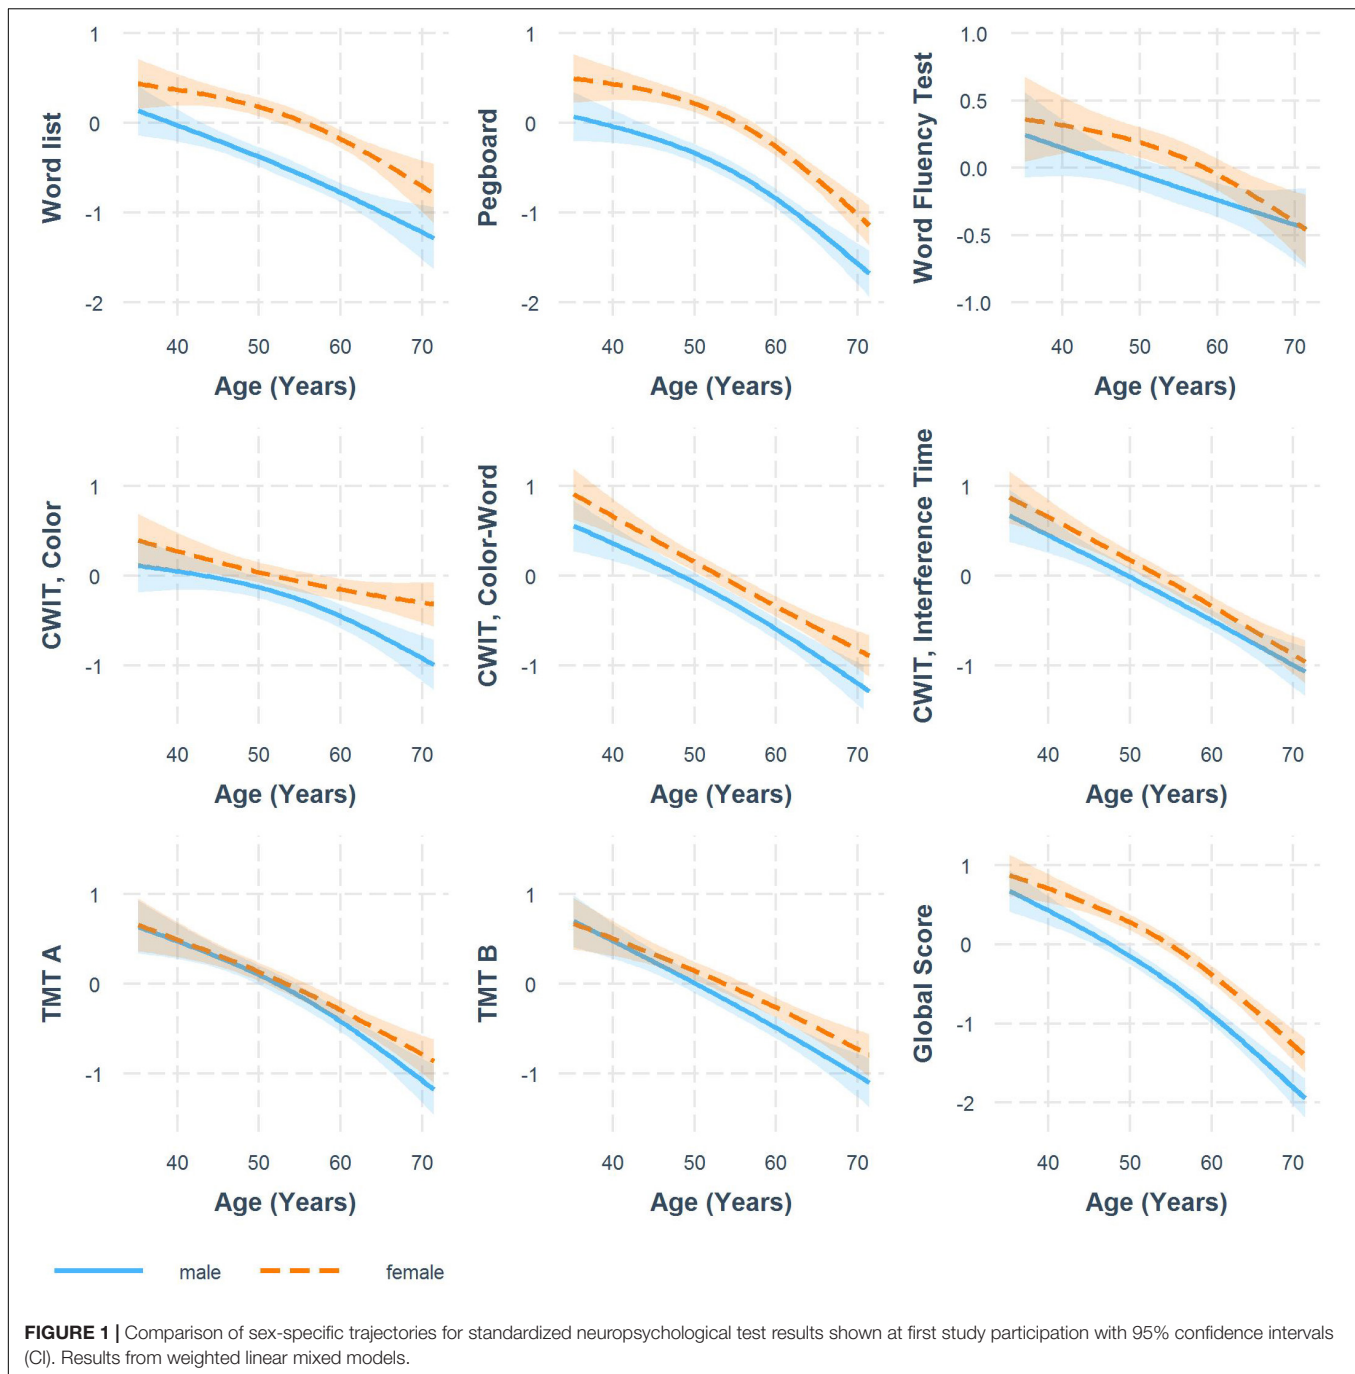 1
0
-1
-2
Word list
40 50 60 70
Age (Years)
1
0
-1
-2
Pegboard
40 50 60 70
Age (Years)
1.0
0.5
0.0
-0.5
-1.0
Word Fluency Test
40 50 60 70
Age (Years)
1
0
-1
CWIT, Color
40 50 60 70
Age (Years)
1
0
-1
CWIT, Color-Word
40 50 60 70
Age (Years)
1
0
-1
CWIT, Interference Time
40 50 60 70
Age (Years)
1
0
-1
TMT A
40 50 60 70
Age (Years)
1
0
-1
TMT B
40 50 60 70
Age (Years)
1
0
-1
-2
Global Score
40 50 60 70
Age (Years)
male female
FIGURE 1 | Comparison of sex-specific trajectories for standardized neuropsychological test results shown at first study participation with 95% confidence intervals
(CI). Results from weighted linear mixed models.